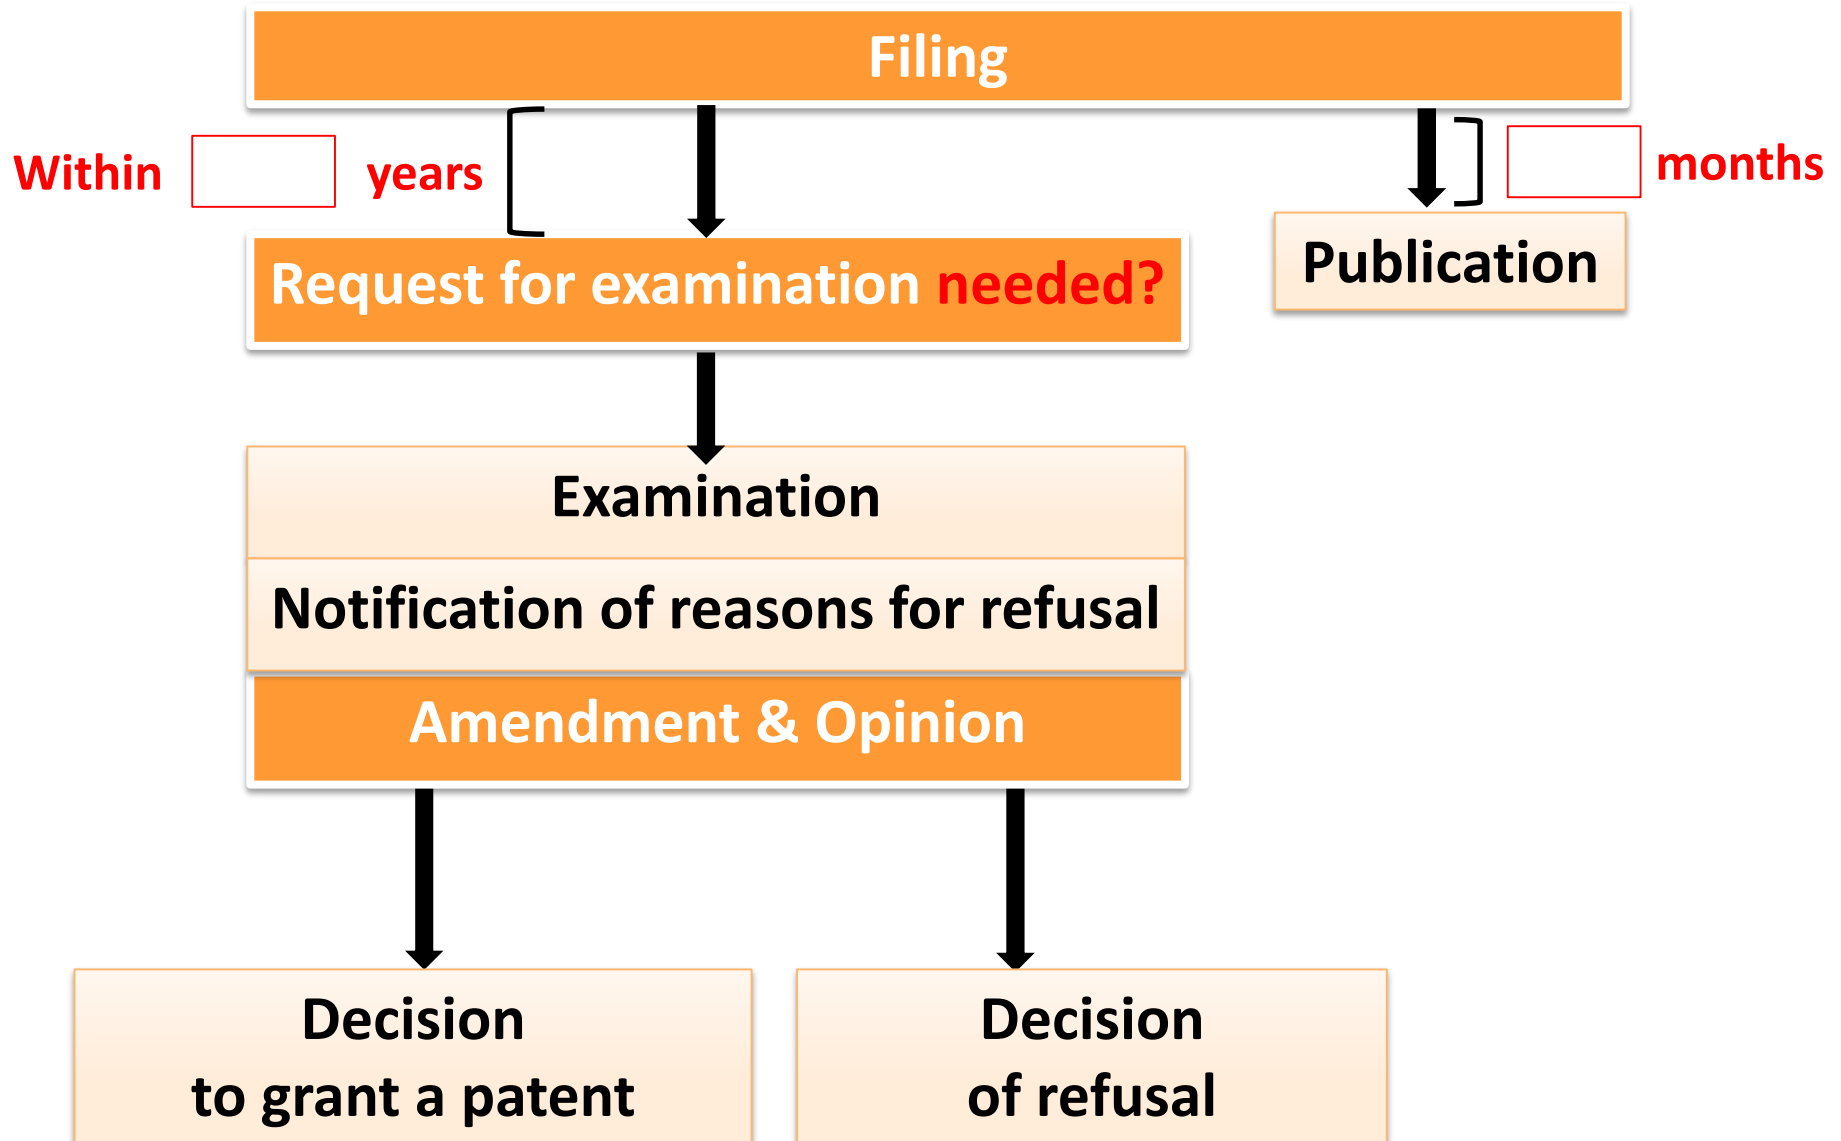 Filing
Within
years
months
Request for examination needed?
Publication
Examination
Notification of reasons for refusal
Amendment & Opinion
Decision
to grant a patent
Decision
of refusal